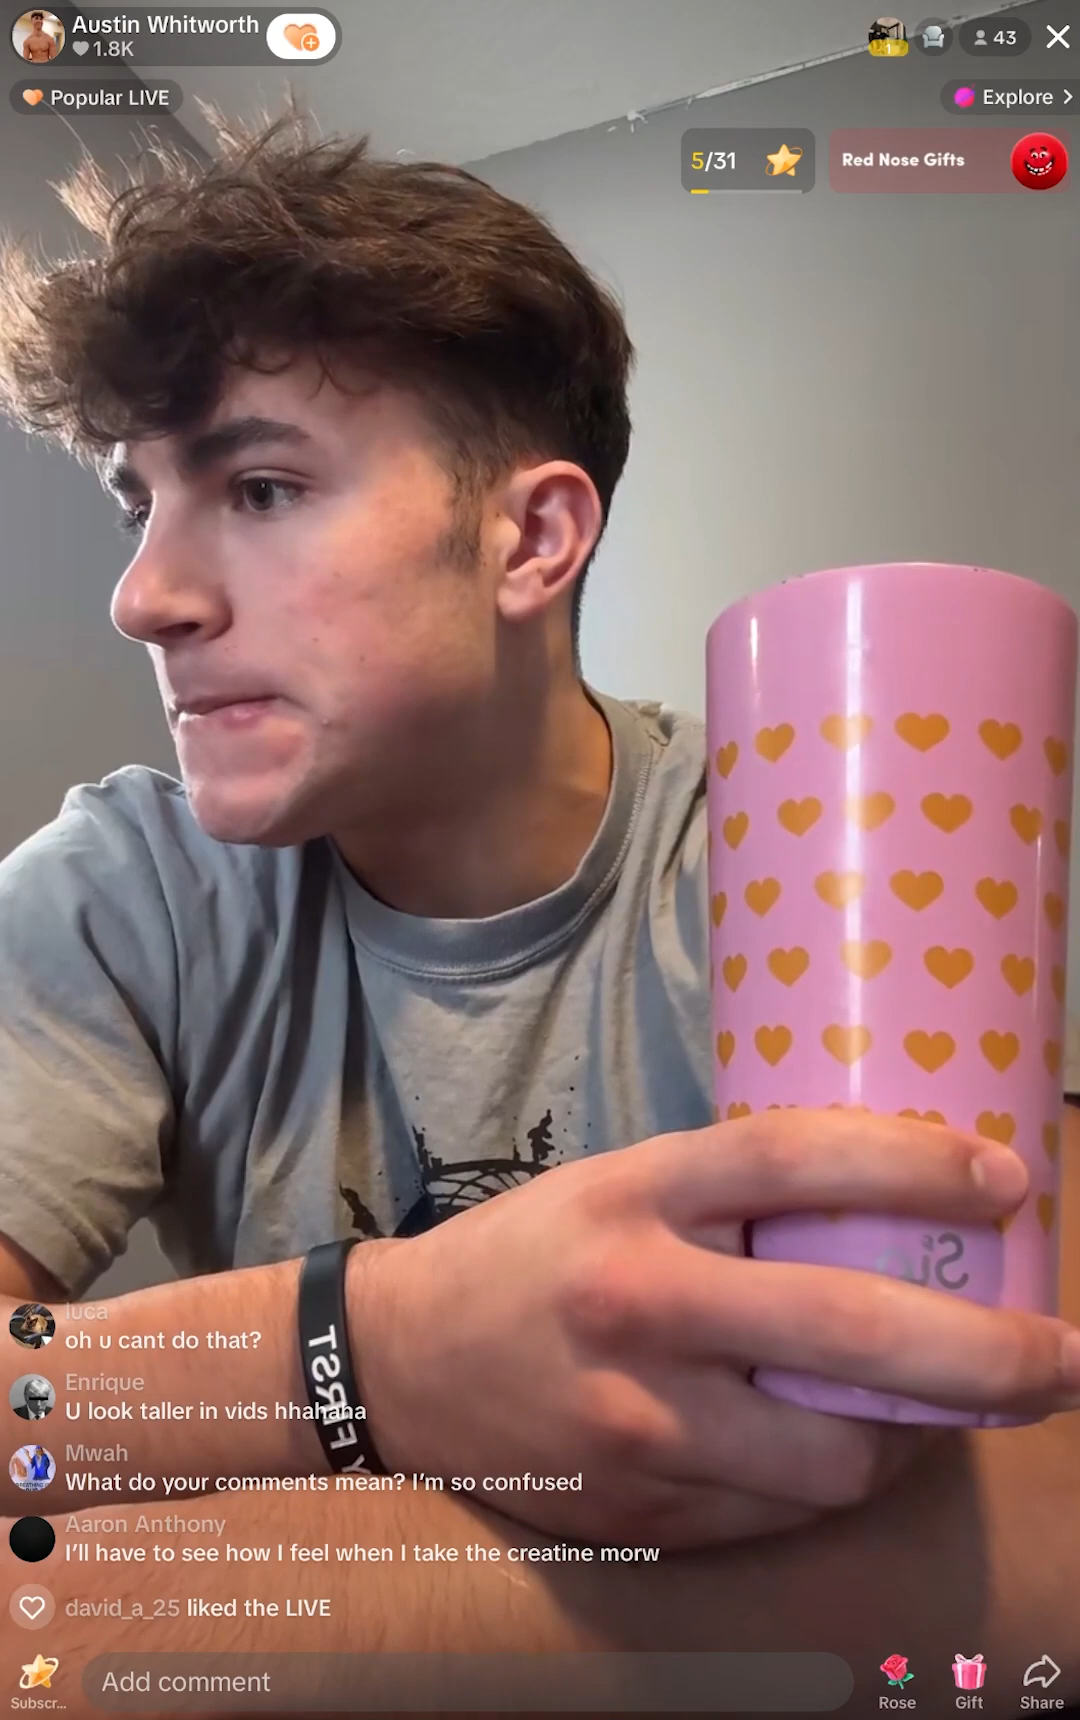 Austin Whitworth
1.8K
1
43
Popular LIVE
Explore
5/31
Red Nose Gifts
luca
oh u cant do that?
Enrique
U look taller in vids hhahaha
Mwah
What do your comments mean? I'm so confused
Aaron Anthony
I'll have to see how I feel when I take the creatine morw
david_a_25 liked the LIVE
Y FIRST
Subscr...
Add comment
Rose
Gift
Share